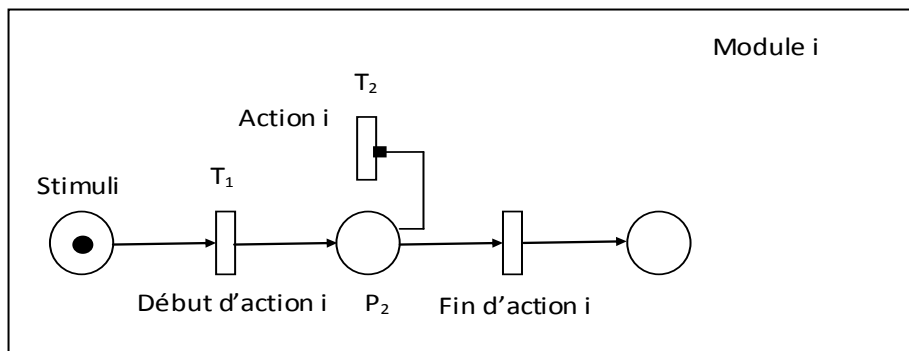 Module i
T₂
Action i
Stimuli
T₁
Début d’action i
P₂
Fin d’action i